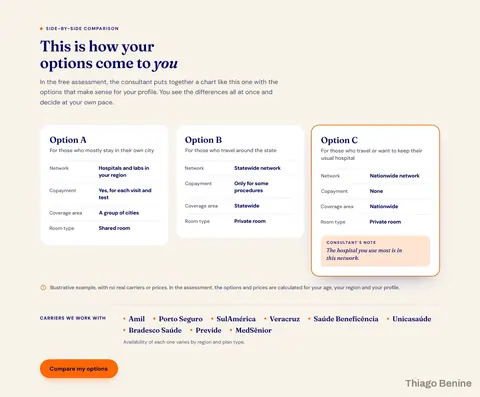 SIDE-BY-SIDE COMPARISON
This is how your
options come to you
In the free assessment, the consultant puts together a chart like this one with the
options that make sense for your profile. You see the differences all at once and
decide at your own pace.
Option A
For those who mostly stay in their own city
Network Hospitals and labs in
your region
Copayment Yes, for each visit and
test
Coverage area A group of cities
Room type Shared room
Option B
For those who travel around the state
Network Statewide network
Copayment Only for some
procedures
Coverage area Statewide
Room type Private room
Option C
For those who travel or want to keep their
usual hospital
Network Nationwide network
Copayment None
Coverage area Nationwide
Room type Private room
CONSULTANT'S NOTE
The hospital you use most is in
this network.
Illustrative example, with no real carriers or prices. In the assessment, the options and prices are calculated for your age, your region and your profile.
CARRIERS WE WORK WITH
• Amil • Porto Seguro • SulAmérica • Veracruz • Saúde Beneficência • Unicasaúde
• Bradesco Saúde • Previde • MedSênior
Availability of each one varies by region and plan type.
Compare my options
Thiago Benine